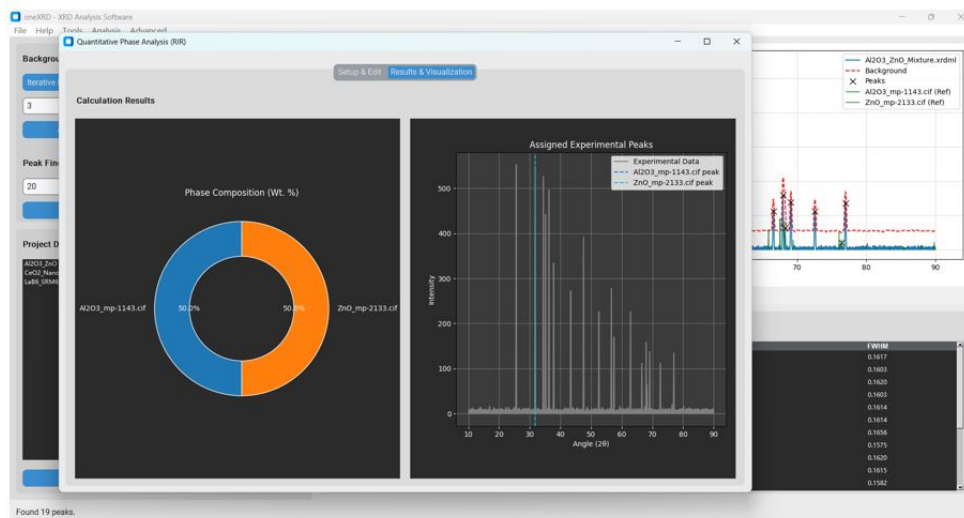 oneXRD - XRD Analysis Software
File Help Tools Analysis Advanced
Quantitative Phase Analysis (RIR)
Setup & Edit Results & Visualization
Calculation Results
Phase Composition (Wt. %)
Al2O3_mp-1143.cif
50.0%
50.0%
ZnO_mp-2133.cif
Assigned Experimental Peaks
Experimental Data
Al2O3_mp-1143.cif peak
ZnO_mp-2133.cif peak
Intensity
500
400
300
200
100
0
10 20 30 40 50 60 70 80 90
Angle (2θ)
Backgrou
Iterative
3
Peak Find
20
Project D
Al2O3_ZnO
CeO2_Nano
LaB6_SRM6
Al2O3_ZnO_Mixture.xrdml
Background
Peaks
Al2O3_mp-1143.cif (Ref)
ZnO_mp-2133.cif (Ref)
70 80 90
FWHM
0.1617
0.1603
0.1620
0.1603
0.1614
0.1614
0.1656
0.1575
0.1620
0.1615
0.1582
Found 19 peaks.